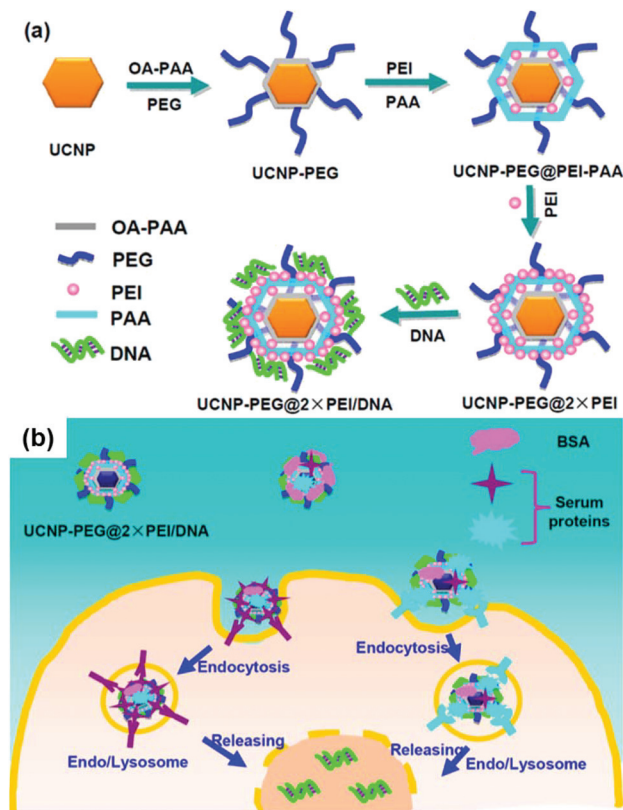 (a)
OA-PAA
PEG
PEI
PAA
UCNP
UCNP-PEG
UCNP-PEG@PEI-PAA
PEI
OA-PAA
PEG
PEI
PAA
DNA
DNA
UCNP-PEG@2×PEI/DNA
UCNP-PEG@2×PEI
(b)
BSA
Serum
proteins
UCNP-PEG@2×PEI/DNA
Endocytosis
Endocytosis
Releasing
Releasing
Endo/Lysosome
Endo/Lysosome